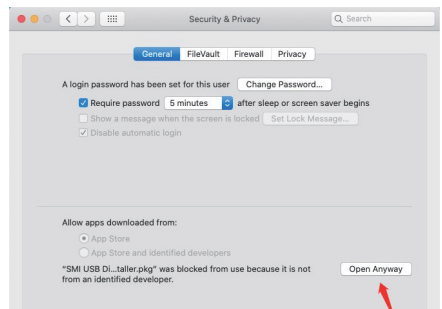 Security & Privacy
Search
General FileVault Firewall Privacy
A login password has been set for this user Change Password...
Require password 5 minutes after sleep or screen saver begins
Show a message when the screen is locked Set Lock Message...
Disable automatic login
Allow apps downloaded from:
App Store
App Store and identified developers
"SMI USB Di...taller.pkg" was blocked from use because it is not Open Anyway
from an identified developer.